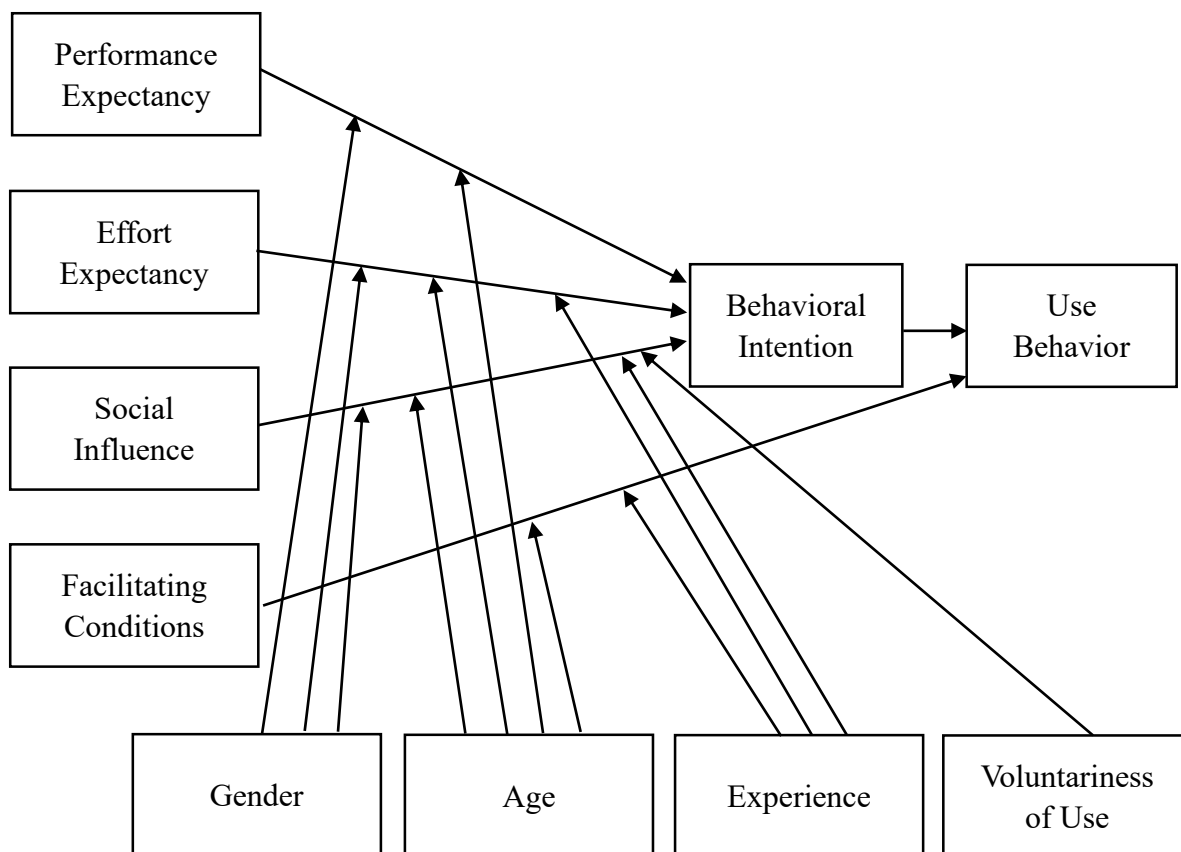 Performance
Expectancy
Effort
Expectancy
Social
Influence
Facilitating
Conditions
Behavioral
Intention
Use
Behavior
Gender
Age
Experience
Voluntariness
of Use